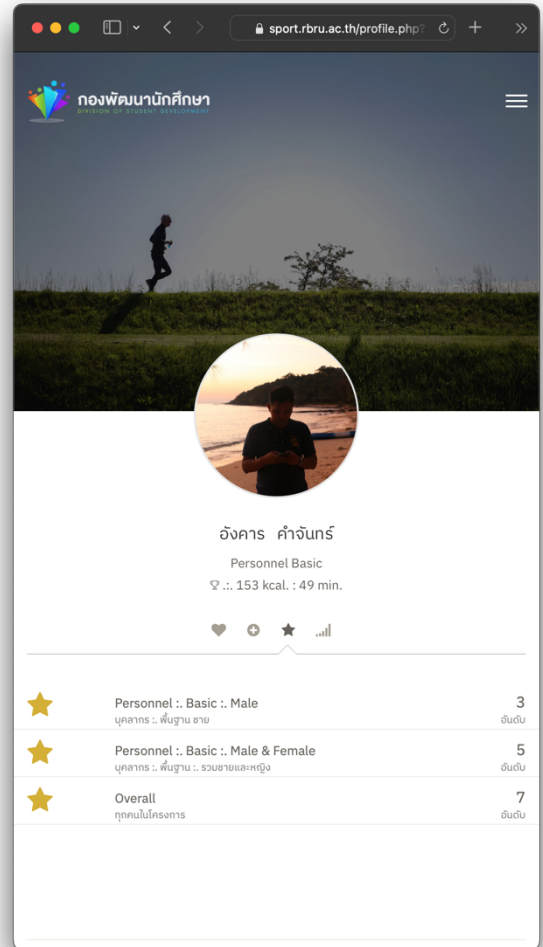 sport.rbru.ac.th/profile.php?
กองพัฒนานักศึกษา
DIVISION OF STUDENT DEVELOPMENT
อังคาร คำจันทร์
Personnel Basic
.:. 153 kcal. : 49 min.
Personnel :. Basic :. Male
3
บุคลากร :. พื้นฐาน ชาย
อันดับ
Personnel :. Basic :. Male & Female
5
บุคลากร :. พื้นฐาน :. รวมชายและหญิง
อันดับ
Overall
7
ทุกคนในโครงการ
อันดับ